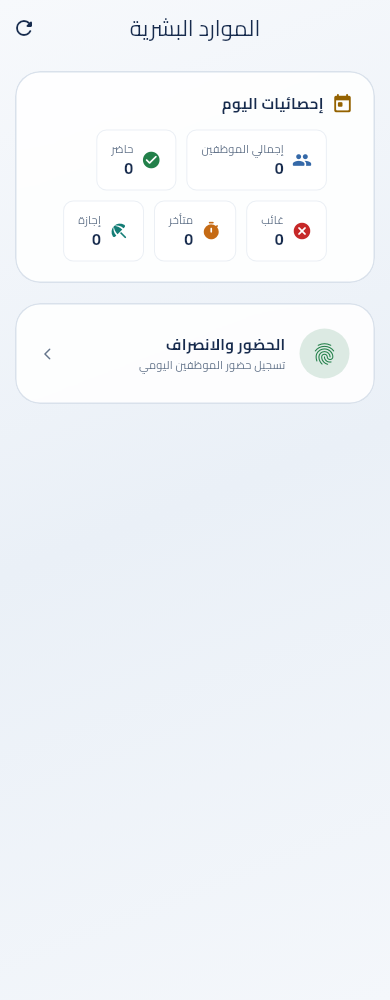 الموارد البشرية
إحصائيات اليوم
إجمالي الموظفين
0
حاضر
0
غائب
0
متأخر
0
إجازة
0
الحضور والانصراف
تسجيل حضور الموظفين اليومي